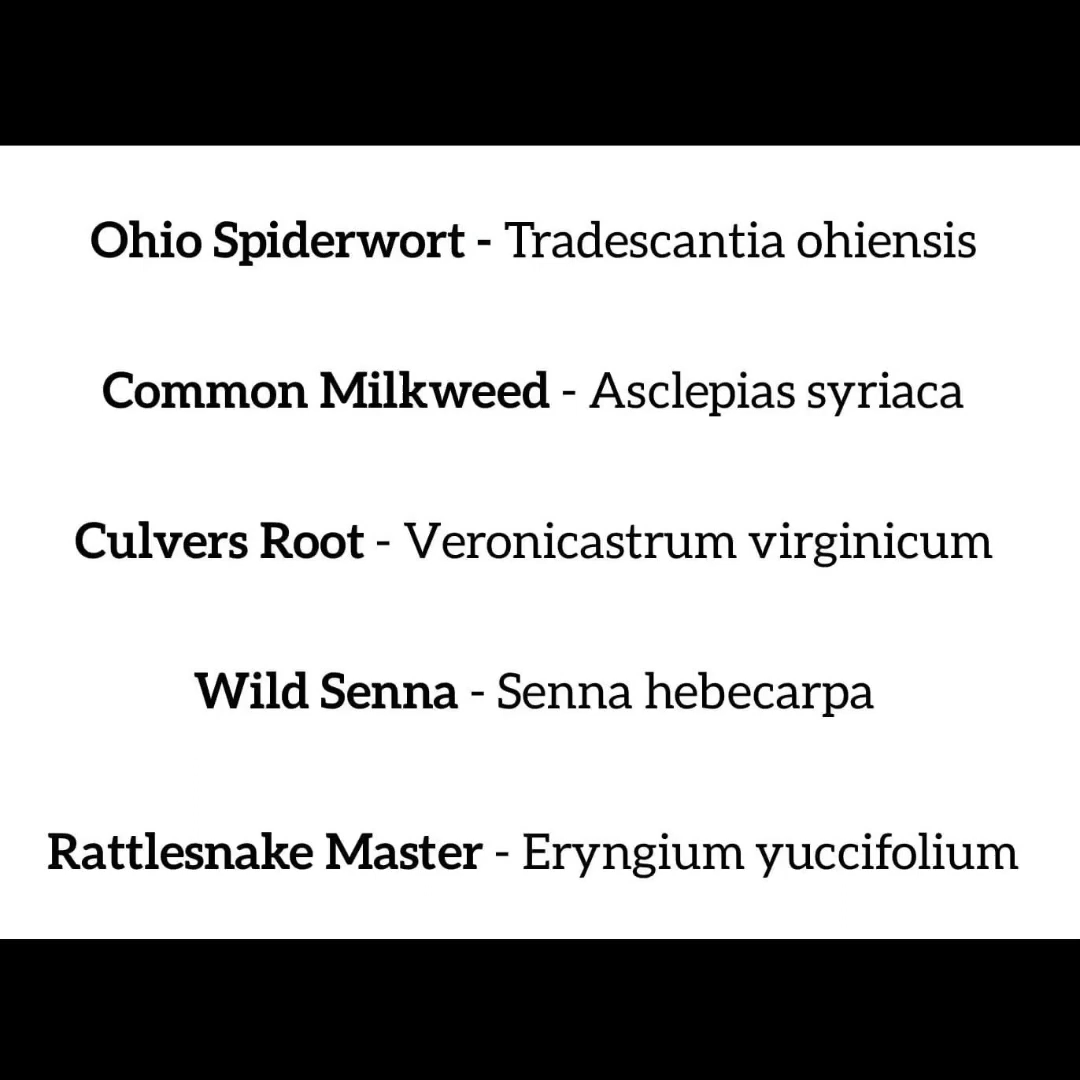 Ohio Spiderwort - Tradescantia ohiensis
Common Milkweed - Asclepias syriaca
Culvers Root - Veronicastrum virginicum
Wild Senna - Senna hebecarpa
Rattlesnake Master - Eryngium yuccifolium